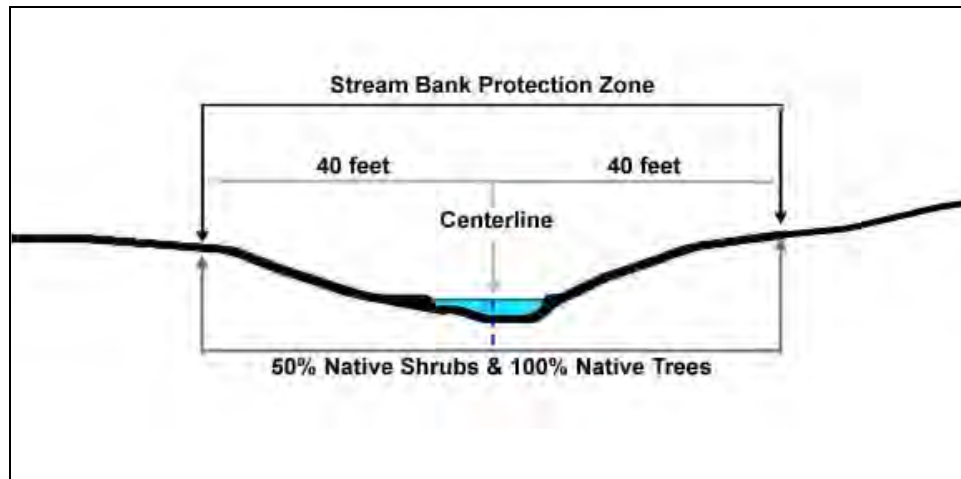 Stream Bank Protection Zone
40 feet 40 feet
Centerline
50% Native Shrubs & 100% Native Trees